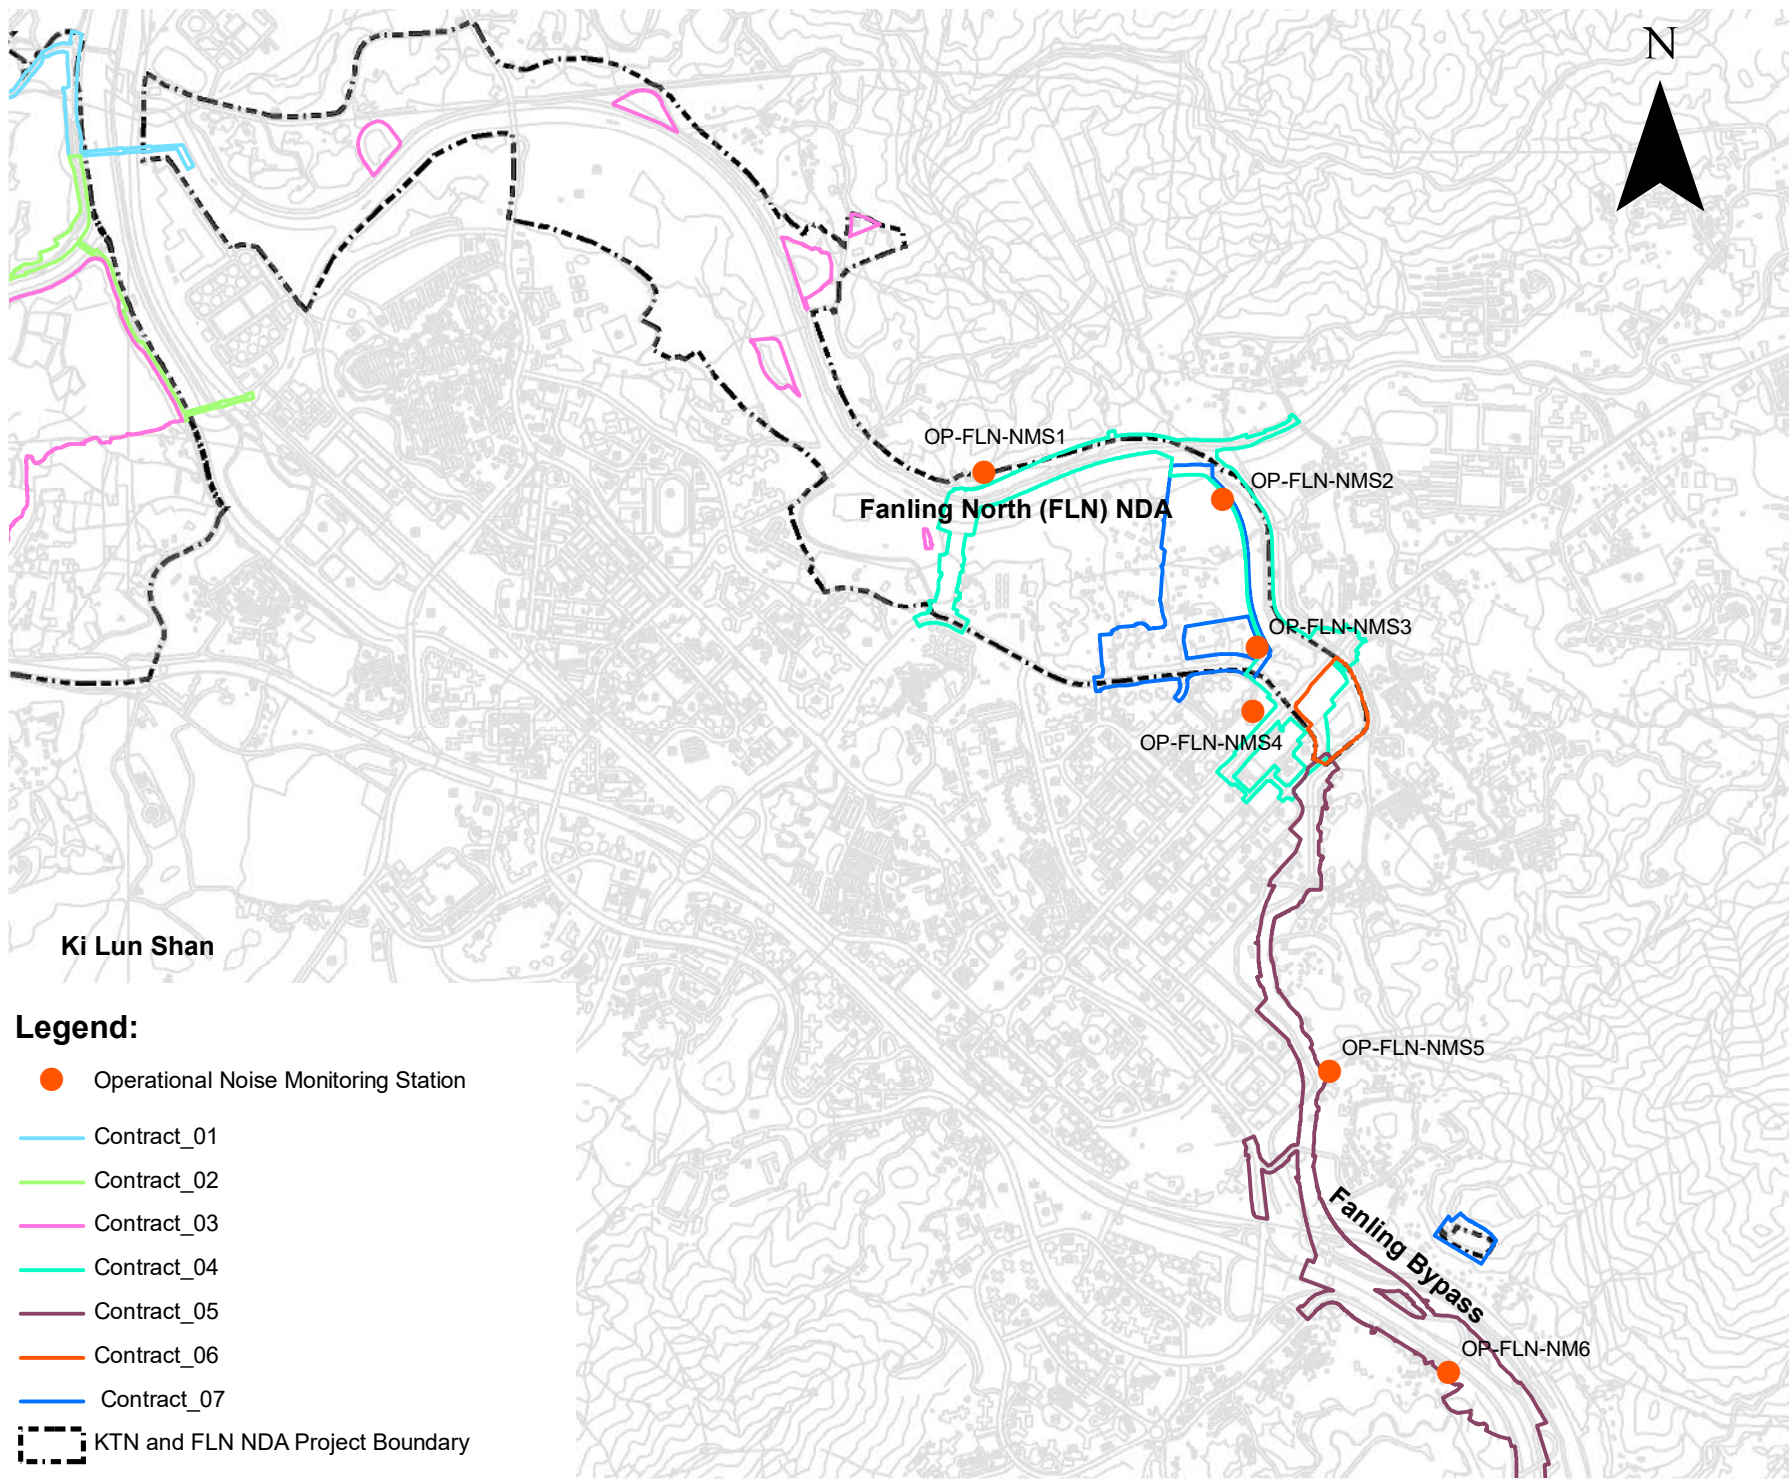 N
OP-FLN-NMS1
OP-FLN-NMS2
Fanling North (FLN) NDA
OP-FLN-NMS3
OP-FLN-NMS4
Ki Lun Shan
OP-FLN-NMS5
Fanling Bypass
OP-FLN-NM6
Legend:
Operational Noise Monitoring Station
Contract_01
Contract_02
Contract_03
Contract_04
Contract_05
Contract_06
Contract_07
KTN and FLN NDA Project Boundary